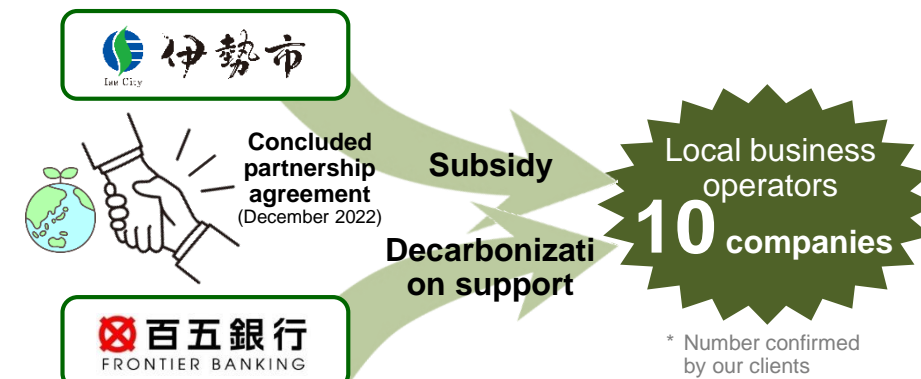 伊勢市
Ise City
Concluded
partnership
agreement
(December 2022)
Subsidy
Decarbonizati
on support
Local business
operators
10 companies
* Number confirmed
by our clients
百五銀行
FRONTIER BANKING